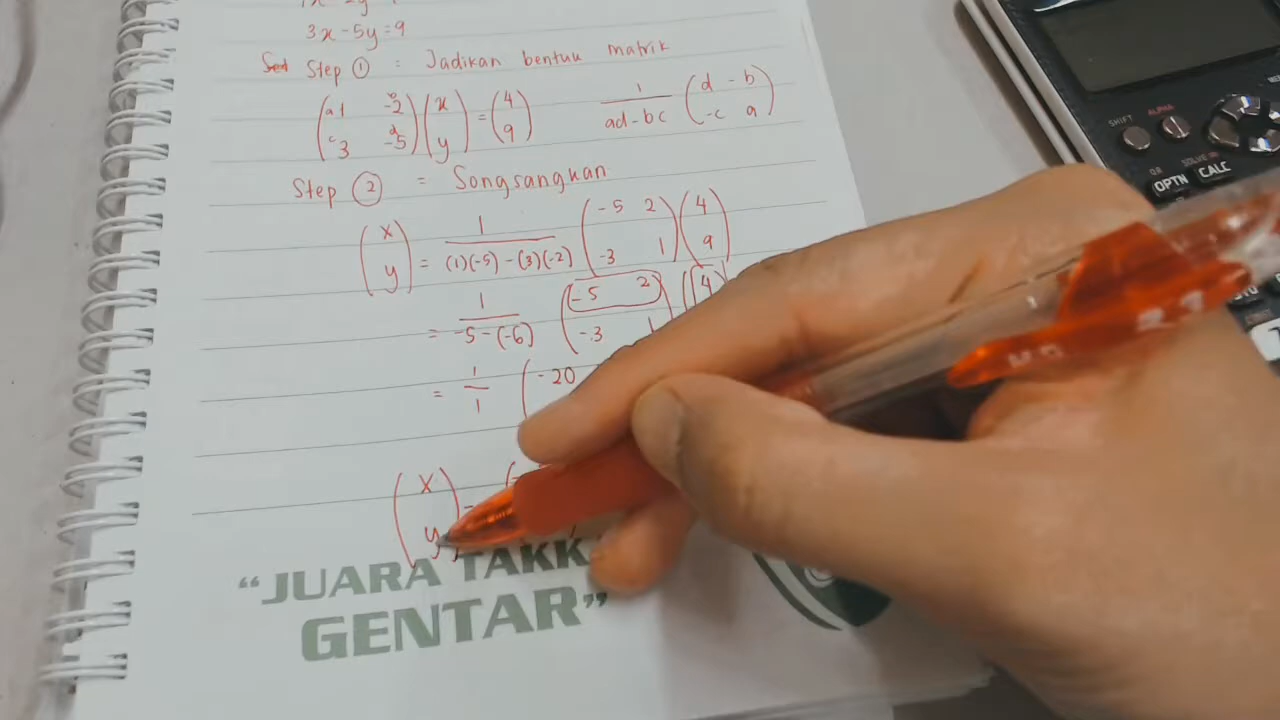 3x - 5y = 9
Step ① = Jadikan bentuk matrik
(a 1 b -2) (x) = (4) 1 (d -b)
(c 3 d -5) (y) (9) ad - bc (-c a)
Step ② = Songsangkan
(x) 1 (-5 2) (4)
(y) = (1)(-5) - (3)(-2) (-3 1) (9)
1 (-5 2) (4)
= -5 - (-6) (-3 1)
= 1/1 (-20
(x)
(y)
“JUARA TAKK
GENTAR”
SHIFT ALPHA
OPTN CALC
SOLVE